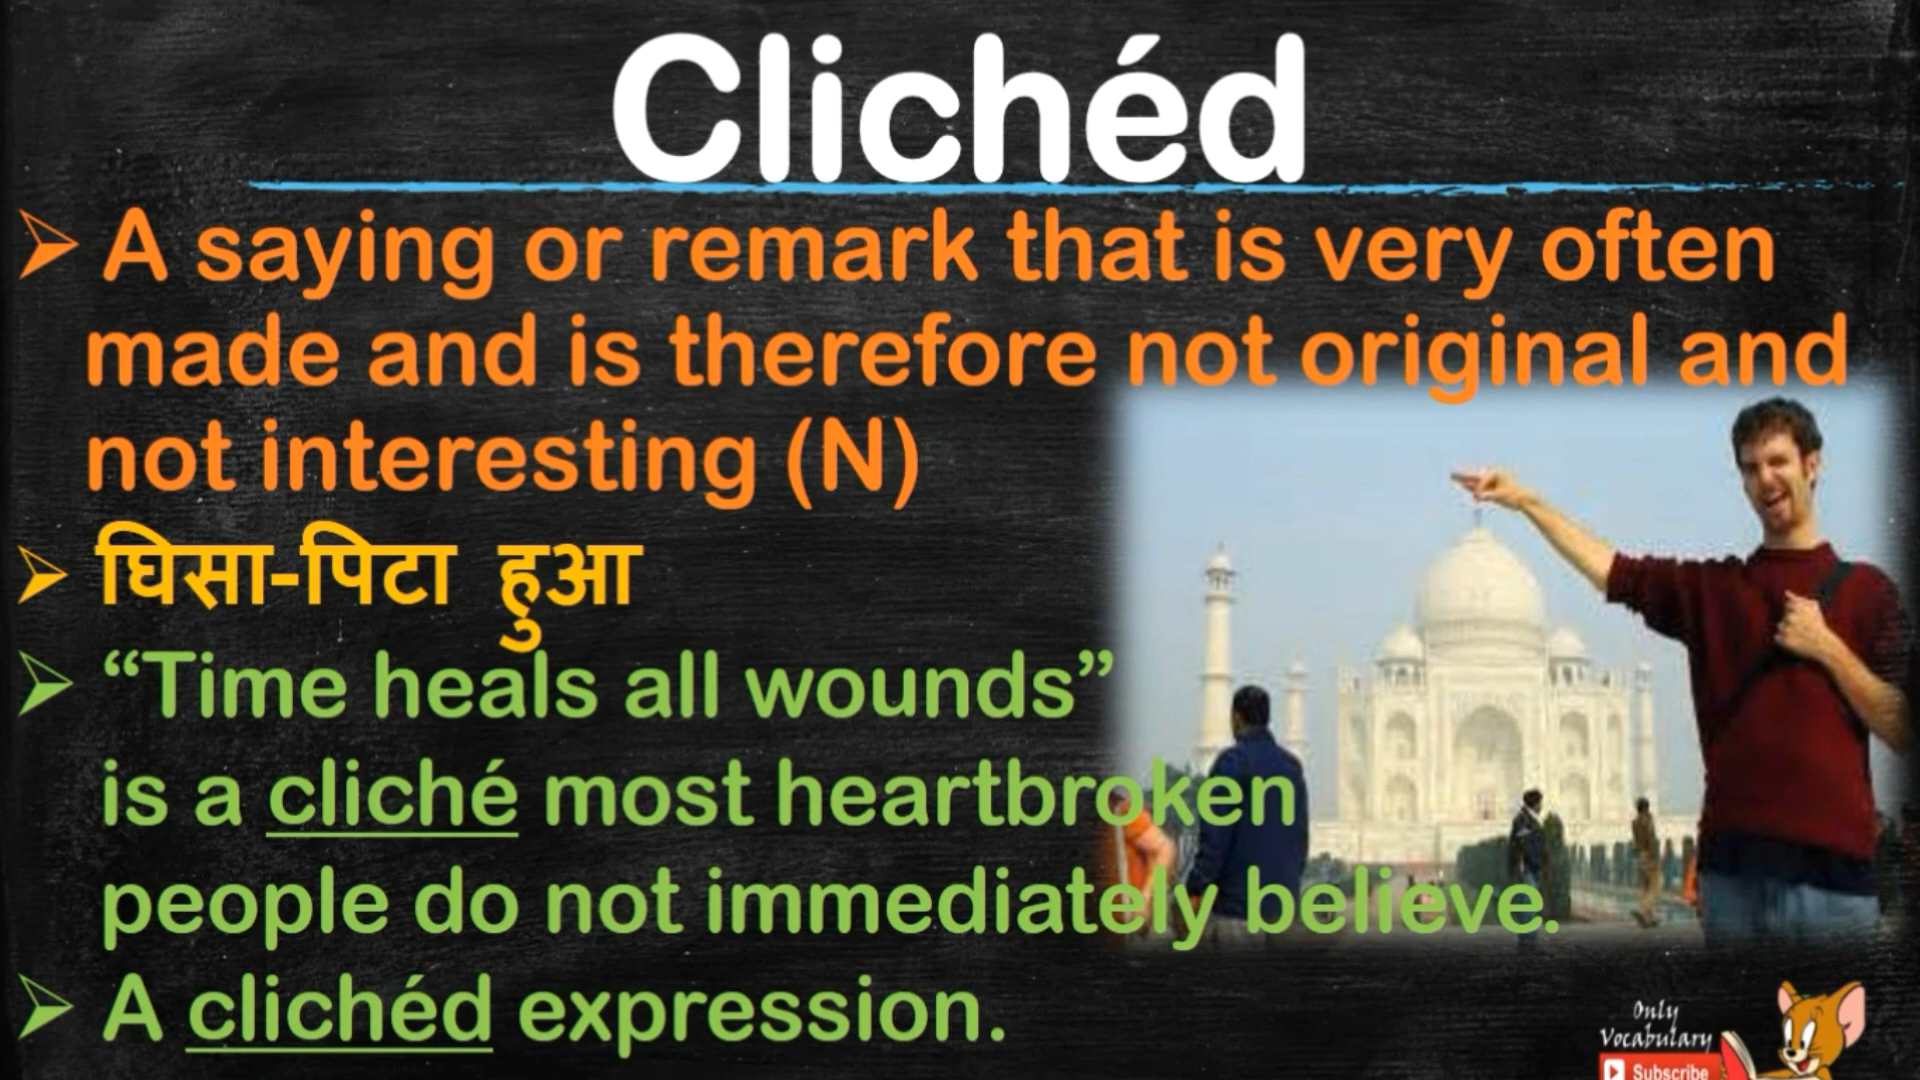 Clichéd
A saying or remark that is very often
made and is therefore not original and
not interesting (N)
घिसा-पिटा हुआ
“Time heals all wounds”
is a cliché most heartbroken
people do not immediately believe.
A clichéd expression.
Only
Vocabulary
Subscribe